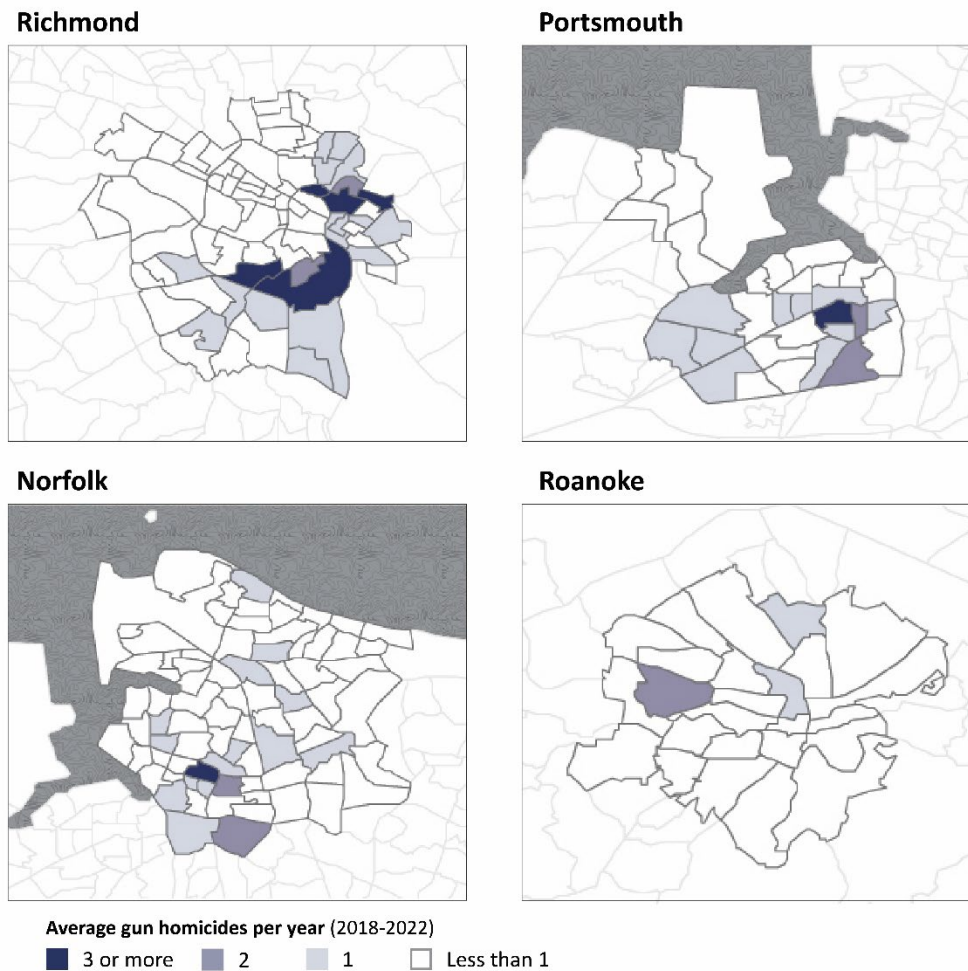 Richmond
Portsmouth
Norfolk
Roanoke
Average gun homicides per year (2018-2022)
3 or more 2 1 Less than 1